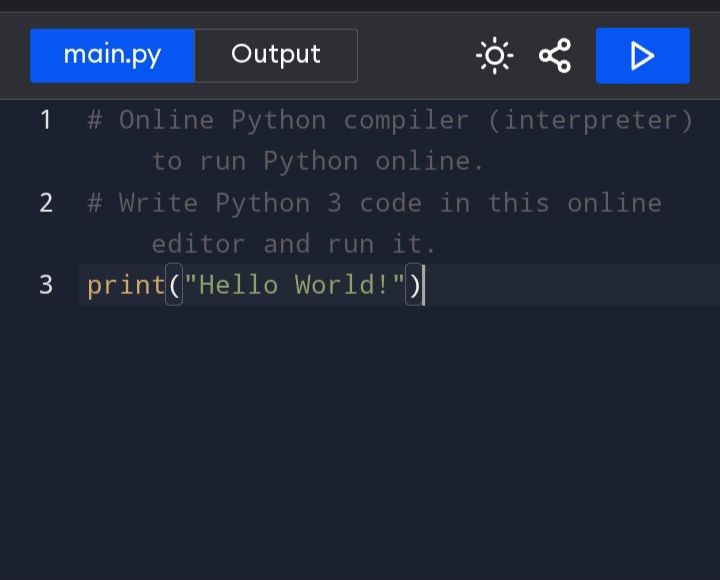 main.py Output
1 # Online Python compiler (interpreter)
to run Python online.
2 # Write Python 3 code in this online
editor and run it.
3 print("Hello World!")